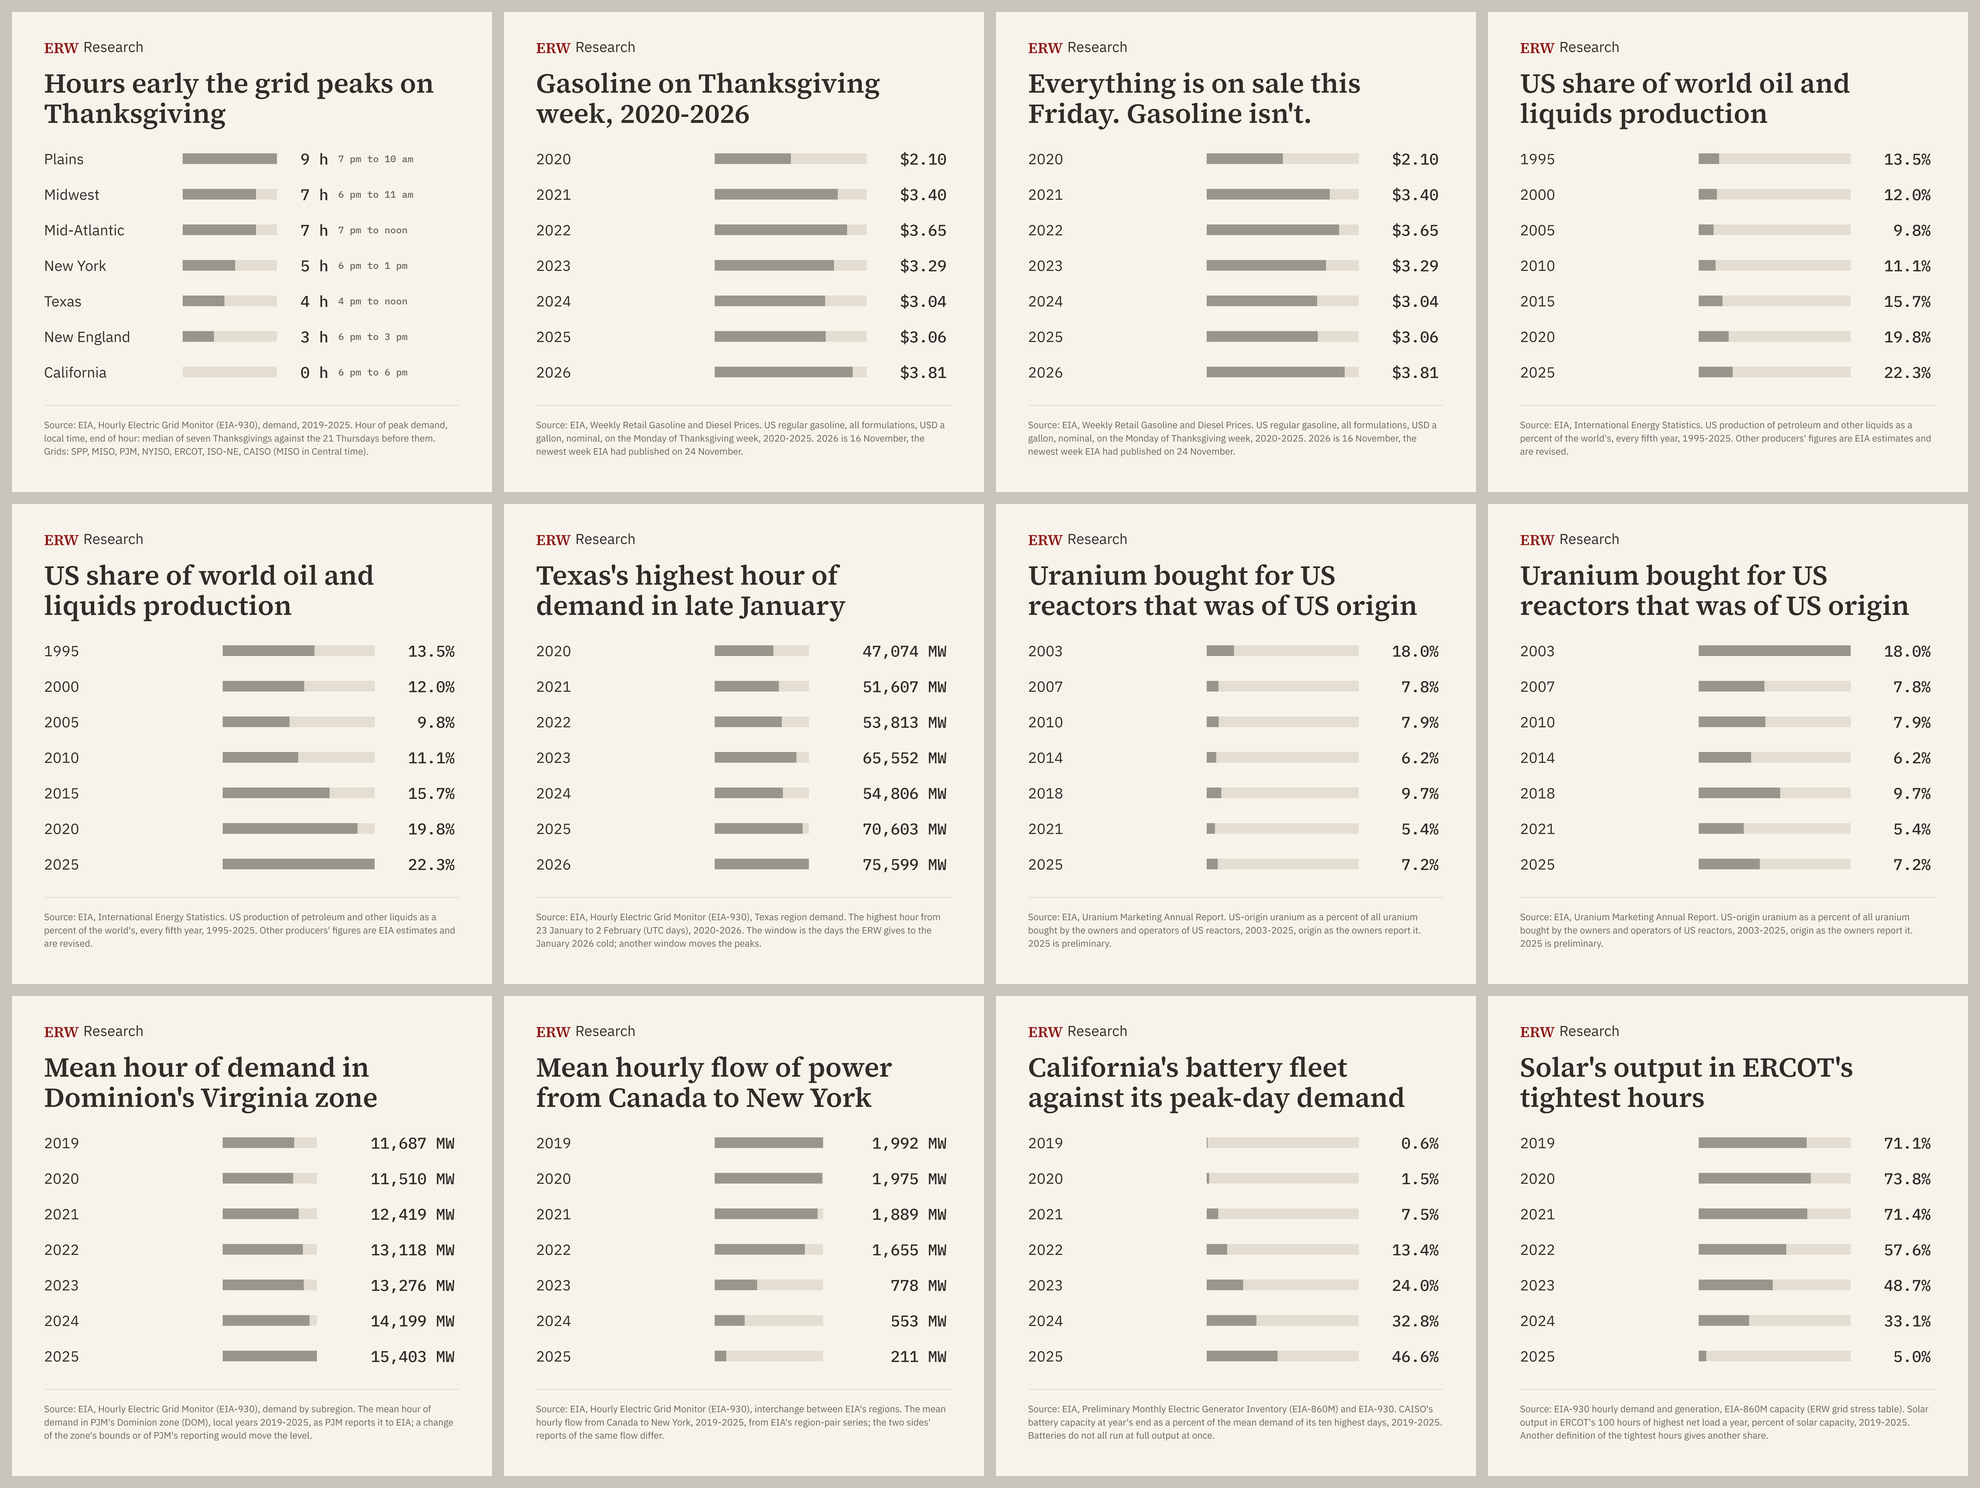 ERW Research
Hours early the grid peaks on
Thanksgiving
Plains 9 h 7 pm to 10 am
Midwest 7 h 6 pm to 11 am
Mid-Atlantic 7 h 7 pm to noon
New York 5 h 6 pm to 1 pm
Texas 4 h 4 pm to noon
New England 3 h 6 pm to 3 pm
California 0 h 6 pm to 6 pm
Source: EIA, Hourly Electric Grid Monitor (EIA-930), demand, 2019-2025. Hour of peak demand,
local time, end of hour: median of seven Thanksgivings against the 21 Thursdays before them.
Grids: SPP, MISO, PJM, NYISO, ERCOT, ISO-NE, CAISO (MISO in Central time).
ERW Research
Gasoline on Thanksgiving
week, 2020-2026
2020 $2.10
2021 $3.40
2022 $3.65
2023 $3.29
2024 $3.04
2025 $3.06
2026 $3.81
Source: EIA, Weekly Retail Gasoline and Diesel Prices. US regular gasoline, all formulations, USD a
gallon, nominal, on the Monday of Thanksgiving week, 2020-2025. 2026 is 16 November, the
newest week EIA had published on 24 November.
ERW Research
Everything is on sale this
Friday. Gasoline isn't.
2020 $2.10
2021 $3.40
2022 $3.65
2023 $3.29
2024 $3.04
2025 $3.06
2026 $3.81
Source: EIA, Weekly Retail Gasoline and Diesel Prices. US regular gasoline, all formulations, USD a
gallon, nominal, on the Monday of Thanksgiving week, 2020-2025. 2026 is 16 November, the
newest week EIA had published on 24 November.
ERW Research
US share of world oil and
liquids production
1995 13.5%
2000 12.0%
2005 9.8%
2010 11.1%
2015 15.7%
2020 19.8%
2025 22.3%
Source: EIA, International Energy Statistics. US production of petroleum and other liquids as a
percent of the world's, every fifth year, 1995-2025. Other producers' figures are EIA estimates and
are revised.
ERW Research
US share of world oil and
liquids production
1995 13.5%
2000 12.0%
2005 9.8%
2010 11.1%
2015 15.7%
2020 19.8%
2025 22.3%
Source: EIA, International Energy Statistics. US production of petroleum and other liquids as a
percent of the world's, every fifth year, 1995-2025. Other producers' figures are EIA estimates and
are revised.
ERW Research
Texas's highest hour of
demand in late January
2020 47,074 MW
2021 51,607 MW
2022 53,813 MW
2023 65,552 MW
2024 54,806 MW
2025 70,603 MW
2026 75,599 MW
Source: EIA, Hourly Electric Grid Monitor (EIA-930), Texas region demand. The highest hour from
23 January to 2 February (UTC days), 2020-2026. The window is the days the ERW gives to the
January 2026 cold; another window moves the peaks.
ERW Research
Uranium bought for US
reactors that was of US origin
2003 18.0%
2007 7.8%
2010 7.9%
2014 6.2%
2018 9.7%
2021 5.4%
2025 7.2%
Source: EIA, Uranium Marketing Annual Report. US-origin uranium as a percent of all uranium
bought by the owners and operators of US reactors, 2003-2025, origin as the owners report it.
2025 is preliminary.
ERW Research
Uranium bought for US
reactors that was of US origin
2003 18.0%
2007 7.8%
2010 7.9%
2014 6.2%
2018 9.7%
2021 5.4%
2025 7.2%
Source: EIA, Uranium Marketing Annual Report. US-origin uranium as a percent of all uranium
bought by the owners and operators of US reactors, 2003-2025, origin as the owners report it.
2025 is preliminary.
ERW Research
Mean hour of demand in
Dominion's Virginia zone
2019 11,687 MW
2020 11,510 MW
2021 12,419 MW
2022 13,118 MW
2023 13,276 MW
2024 14,199 MW
2025 15,403 MW
Source: EIA, Hourly Electric Grid Monitor (EIA-930), demand by subregion. The mean hour of
demand in PJM's Dominion zone (DOM), local years 2019-2025, as PJM reports it to EIA; a change
of the zone's bounds or of PJM's reporting would move the level.
ERW Research
Mean hourly flow of power
from Canada to New York
2019 1,992 MW
2020 1,975 MW
2021 1,889 MW
2022 1,655 MW
2023 778 MW
2024 553 MW
2025 211 MW
Source: EIA, Hourly Electric Grid Monitor (EIA-930), interchange between EIA's regions. The mean
hourly flow from Canada to New York, 2019-2025, from EIA's region-pair series; the two sides'
reports of the same flow differ.
ERW Research
California's battery fleet
against its peak-day demand
2019 0.6%
2020 1.5%
2021 7.5%
2022 13.4%
2023 24.0%
2024 32.8%
2025 46.6%
Source: EIA, Preliminary Monthly Electric Generator Inventory (EIA-860M) and EIA-930. CAISO's
battery capacity at year's end as a percent of the mean demand of its ten highest days, 2019-2025.
Batteries do not all run at full output at once.
ERW Research
Solar's output in ERCOT's
tightest hours
2019 71.1%
2020 73.8%
2021 71.4%
2022 57.6%
2023 48.7%
2024 33.1%
2025 5.0%
Source: EIA-930 hourly demand and generation, EIA-860M capacity (ERW grid stress table). Solar
output in ERCOT's 100 hours of highest net load a year, percent of solar capacity, 2019-2025.
Another definition of the tightest hours gives another share.